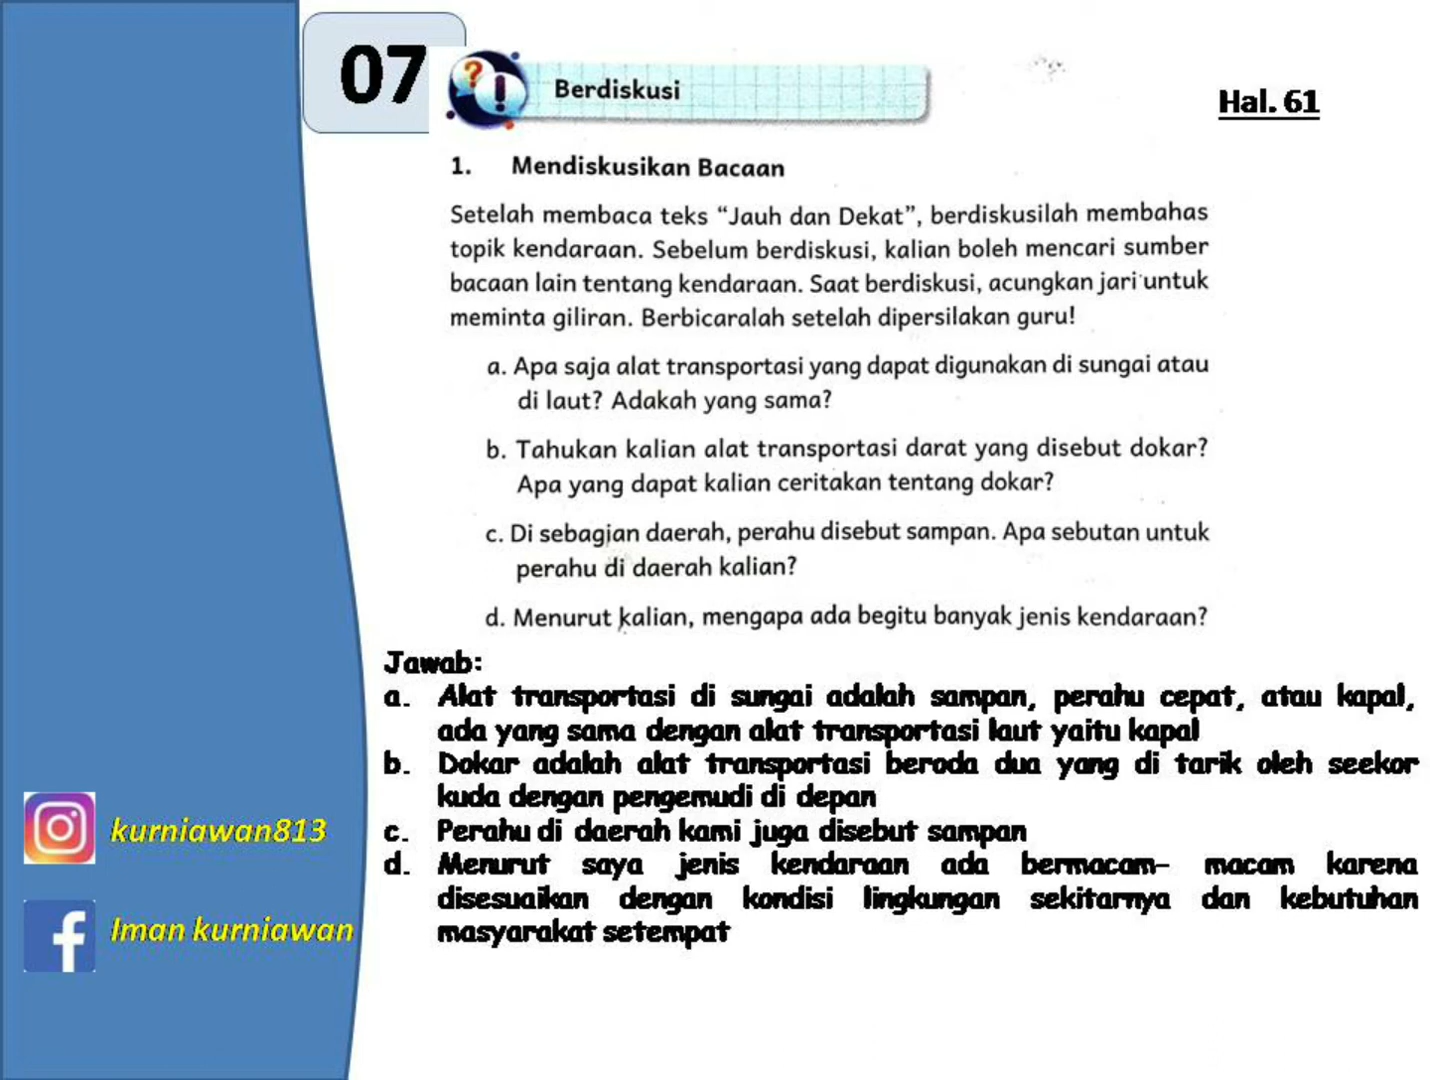 07
? !
Berdiskusi
Hal. 61
1. Mendiskusikan Bacaan
Setelah membaca teks “Jauh dan Dekat”, berdiskusilah membahas
topik kendaraan. Sebelum berdiskusi, kalian boleh mencari sumber
bacaan lain tentang kendaraan. Saat berdiskusi, acungkan jari untuk
meminta giliran. Berbicaralah setelah dipersilakan guru!
a. Apa saja alat transportasi yang dapat digunakan di sungai atau
di laut? Adakah yang sama?
b. Tahukan kalian alat transportasi darat yang disebut dokar?
Apa yang dapat kalian ceritakan tentang dokar?
c. Di sebagian daerah, perahu disebut sampan. Apa sebutan untuk
perahu di daerah kalian?
d. Menurut kalian, mengapa ada begitu banyak jenis kendaraan?
Jawab:
a. Alat transportasi di sungai adalah sampan, perahu cepat, atau kapal,
ada yang sama dengan alat transportasi laut yaitu kapal
b. Dokar adalah alat transportasi beroda dua yang di tarik oleh seekor
kuda dengan pengemudi di depan
c. Perahu di daerah kami juga disebut sampan
d. Menurut saya jenis kendaraan ada bermacam- macam karena
disesuaikan dengan kondisi lingkungan sekitarnya dan kebutuhan
masyarakat setempat
kurniawan813
f Iman kurniawan